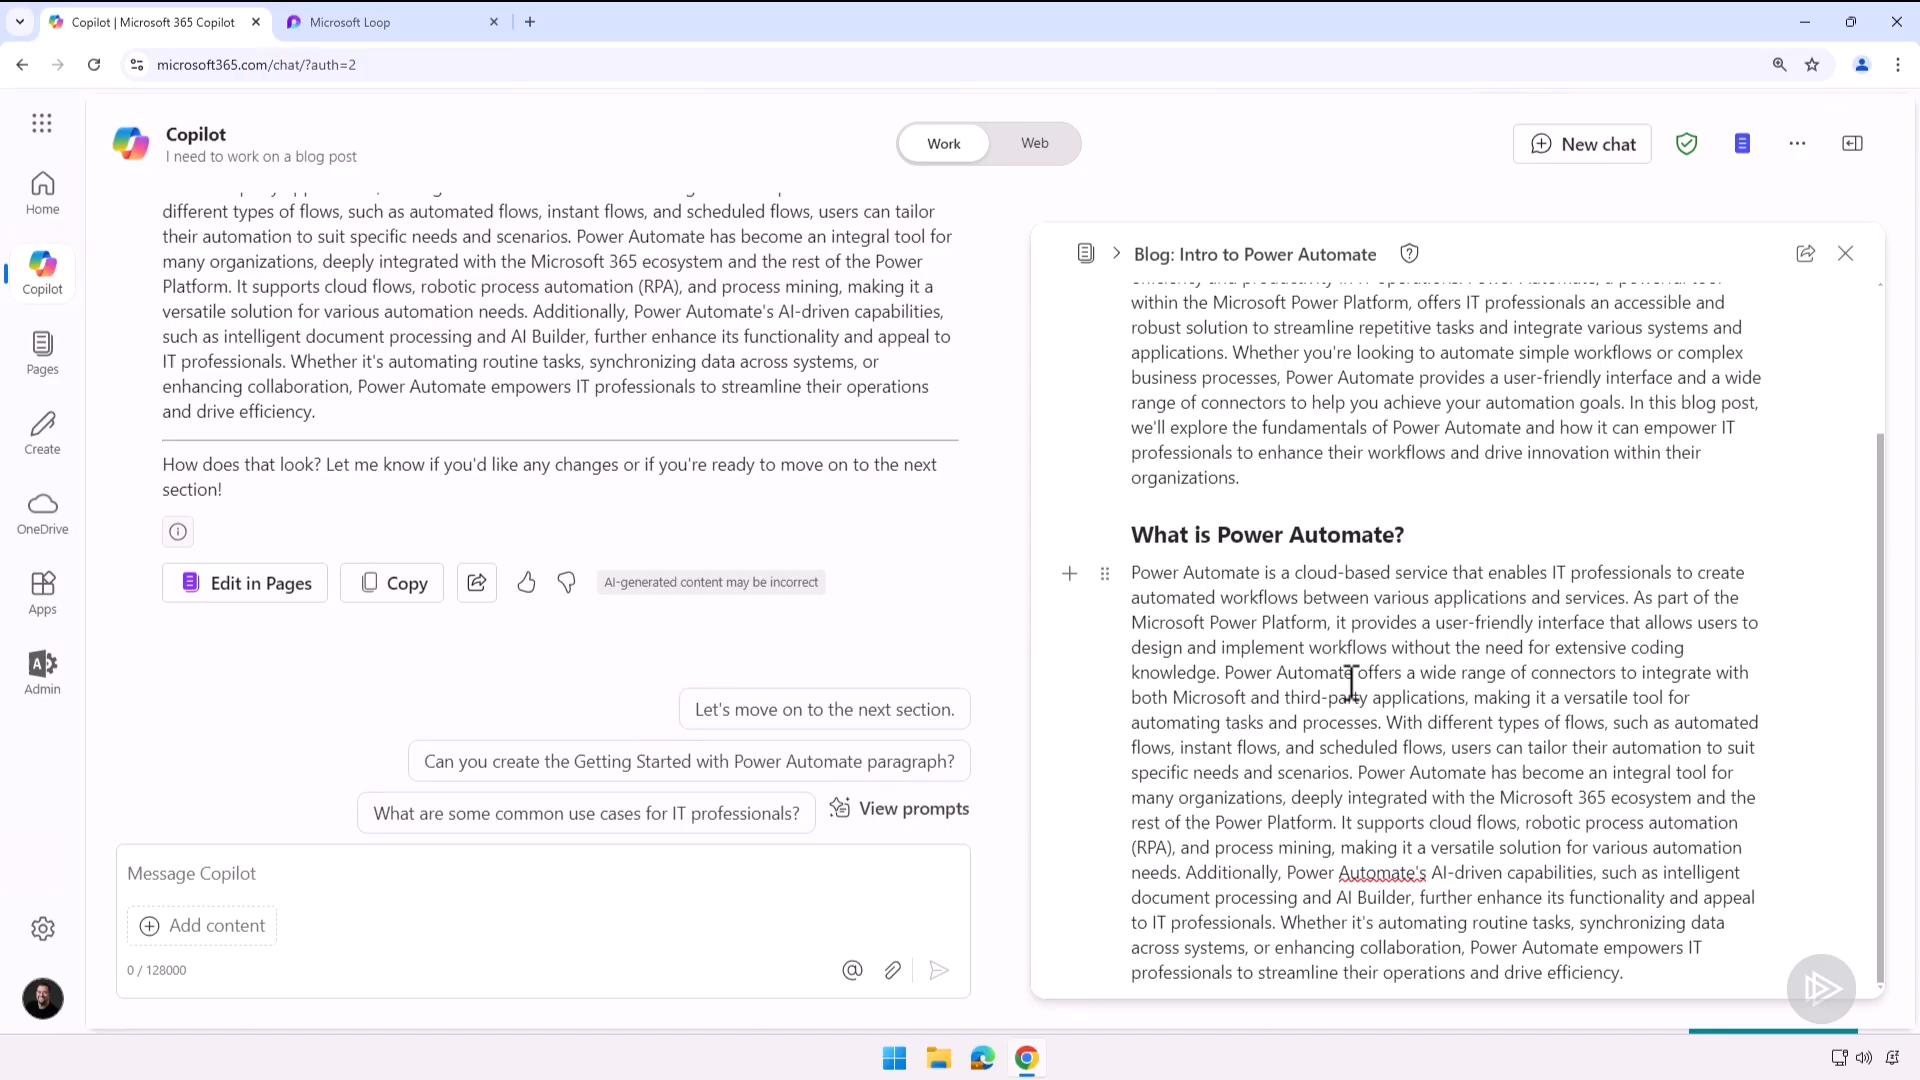 Copilot | Microsoft 365 Copilot
Microsoft Loop
microsoft365.com/chat/?auth=2
Copilot
I need to work on a blog post
Work
Web
New chat
Home
Copilot
Pages
Create
OneDrive
Apps
Admin
different types of flows, such as automated flows, instant flows, and scheduled flows, users can tailor
their automation to suit specific needs and scenarios. Power Automate has become an integral tool for
many organizations, deeply integrated with the Microsoft 365 ecosystem and the rest of the Power
Platform. It supports cloud flows, robotic process automation (RPA), and process mining, making it a
versatile solution for various automation needs. Additionally, Power Automate's AI-driven capabilities,
such as intelligent document processing and AI Builder, further enhance its functionality and appeal to
IT professionals. Whether it's automating routine tasks, synchronizing data across systems, or
enhancing collaboration, Power Automate empowers IT professionals to streamline their operations
and drive efficiency.
How does that look? Let me know if you'd like any changes or if you're ready to move on to the next
section!
Edit in Pages
Copy
AI-generated content may be incorrect
Let's move on to the next section.
Can you create the Getting Started with Power Automate paragraph?
What are some common use cases for IT professionals?
View prompts
Message Copilot
Add content
0 / 128000
Blog: Intro to Power Automate
within the Microsoft Power Platform, offers IT professionals an accessible and
robust solution to streamline repetitive tasks and integrate various systems and
applications. Whether you're looking to automate simple workflows or complex
business processes, Power Automate provides a user-friendly interface and a wide
range of connectors to help you achieve your automation goals. In this blog post,
we'll explore the fundamentals of Power Automate and how it can empower IT
professionals to enhance their workflows and drive innovation within their
organizations.
What is Power Automate?
Power Automate is a cloud-based service that enables IT professionals to create
automated workflows between various applications and services. As part of the
Microsoft Power Platform, it provides a user-friendly interface that allows users to
design and implement workflows without the need for extensive coding
knowledge. Power Automate offers a wide range of connectors to integrate with
both Microsoft and third-party applications, making it a versatile tool for
automating tasks and processes. With different types of flows, such as automated
flows, instant flows, and scheduled flows, users can tailor their automation to suit
specific needs and scenarios. Power Automate has become an integral tool for
many organizations, deeply integrated with the Microsoft 365 ecosystem and the
rest of the Power Platform. It supports cloud flows, robotic process automation
(RPA), and process mining, making it a versatile solution for various automation
needs. Additionally, Power Automate's AI-driven capabilities, such as intelligent
document processing and AI Builder, further enhance its functionality and appeal
to IT professionals. Whether it's automating routine tasks, synchronizing data
across systems, or enhancing collaboration, Power Automate empowers IT
professionals to streamline their operations and drive efficiency.